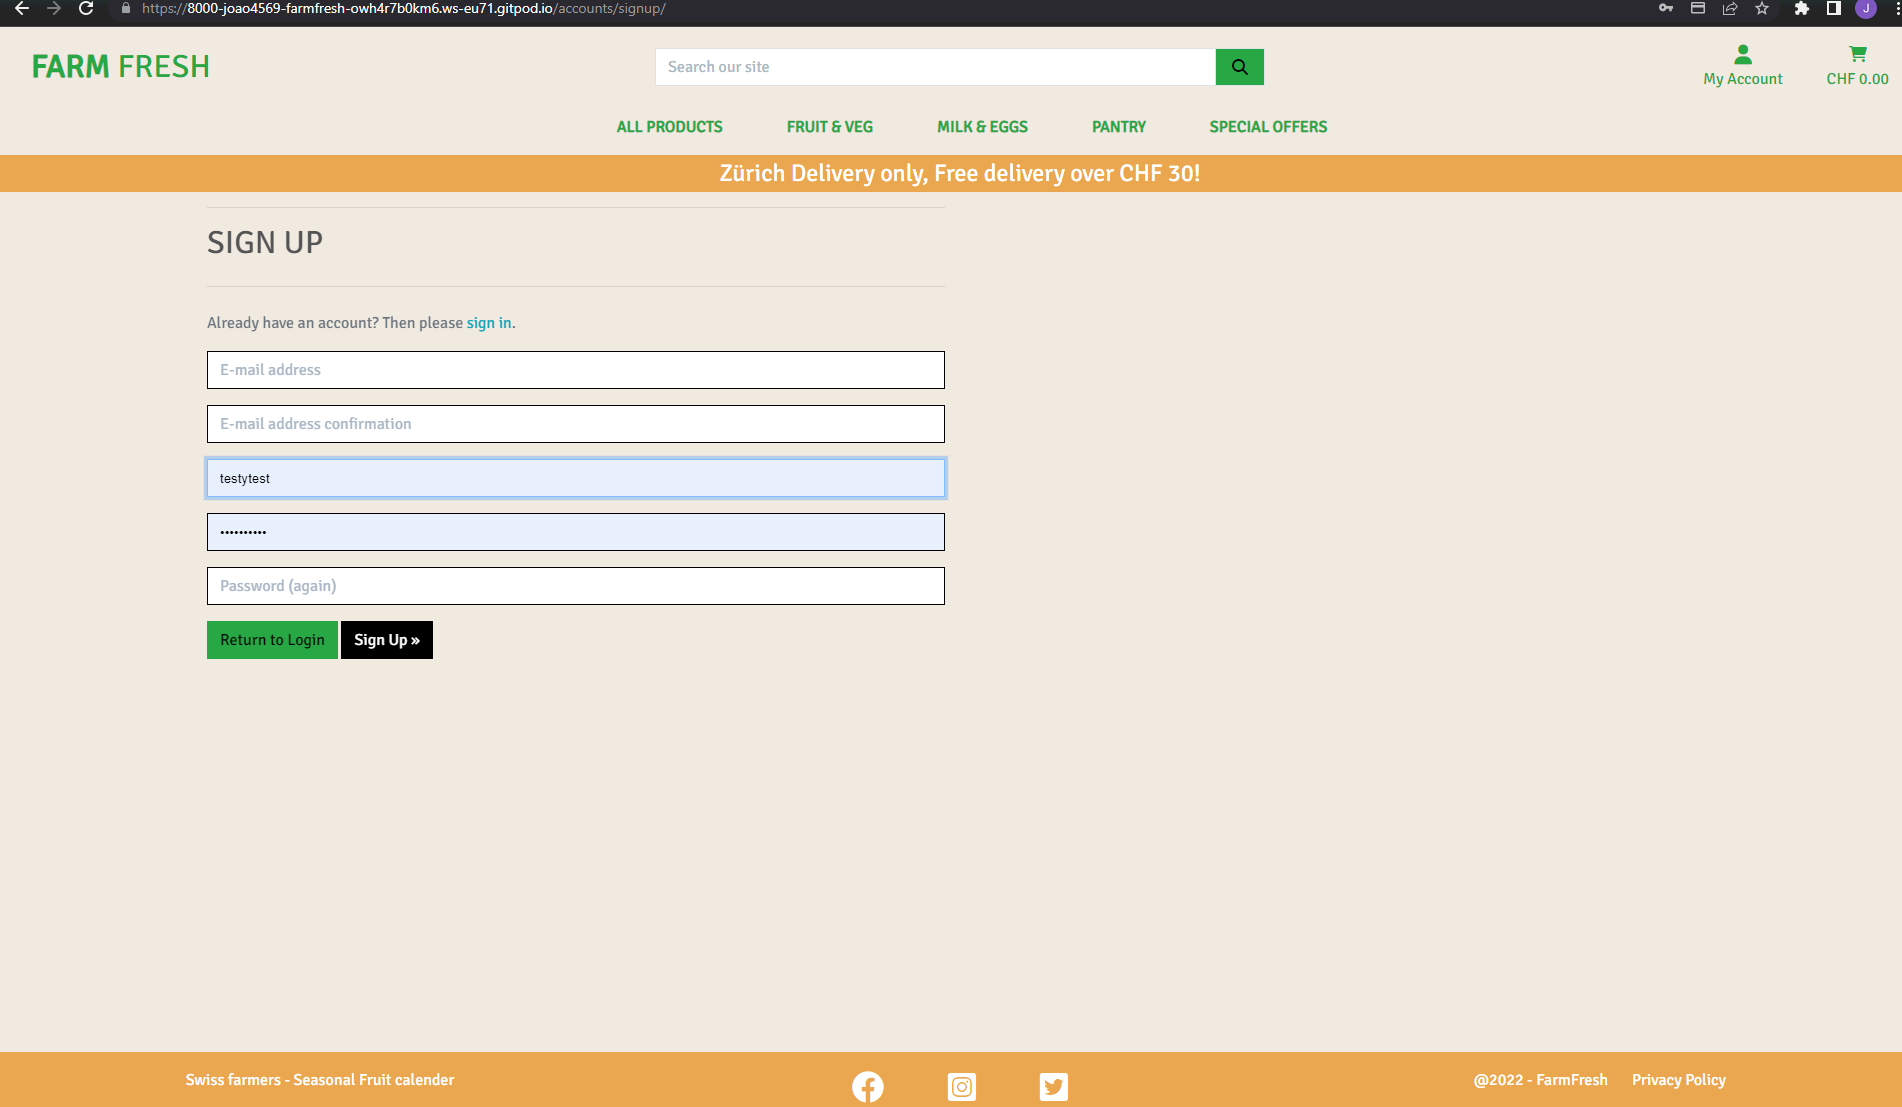 https://8000-joao4569-farmfresh-owh4r7b0km6.ws-eu71.gitpod.io/accounts/signup/
J
FARM FRESH
Search our site
My Account
CHF 0.00
ALL PRODUCTS
FRUIT & VEG
MILK & EGGS
PANTRY
SPECIAL OFFERS
Zürich Delivery only, Free delivery over CHF 30!
SIGN UP
Already have an account? Then please sign in.
E-mail address
E-mail address confirmation
testytest
••••••••••
Password (again)
Return to Login
Sign Up »
Swiss farmers - Seasonal Fruit calender
@2022 - FarmFresh
Privacy Policy